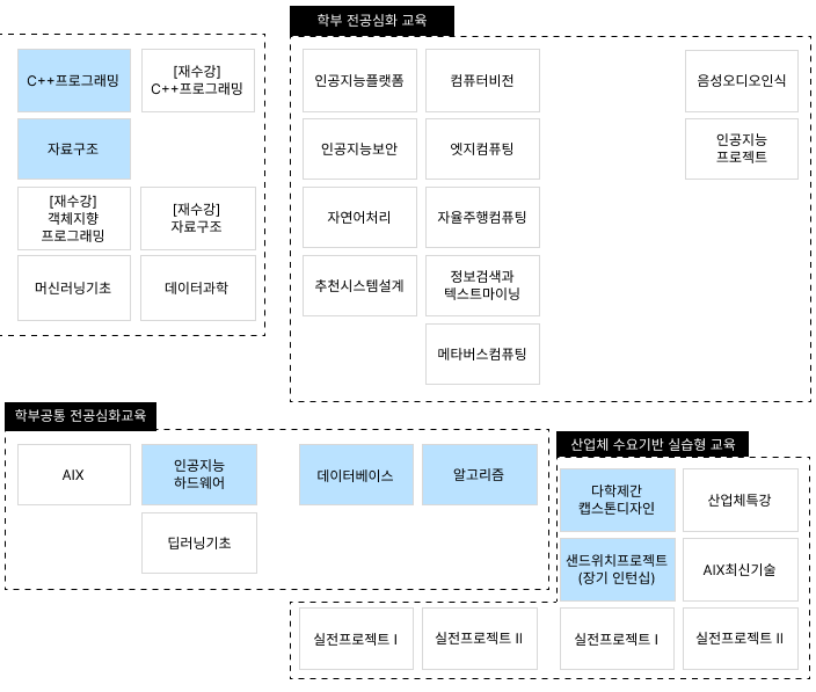 학부 전공심화 교육
C++프로그래밍
[재수강]
C++프로그래밍
자료구조
[재수강]
객체지향
프로그래밍
[재수강]
자료구조
머신러닝기초
데이터과학
인공지능플랫폼
컴퓨터비전
음성오디오인식
인공지능보안
엣지컴퓨팅
인공지능
프로젝트
자연어처리
자율주행컴퓨팅
추천시스템설계
정보검색과
텍스트마이닝
메타버스컴퓨팅
학부공통 전공심화교육
AIX
인공지능
하드웨어
데이터베이스
알고리즘
딥러닝기초
산업체 수요기반 실습형 교육
다학제간
캡스톤디자인
산업체특강
샌드위치프로젝트
(장기 인턴십)
AIX최신기술
실전프로젝트 I
실전프로젝트 II
실전프로젝트 I
실전프로젝트 II